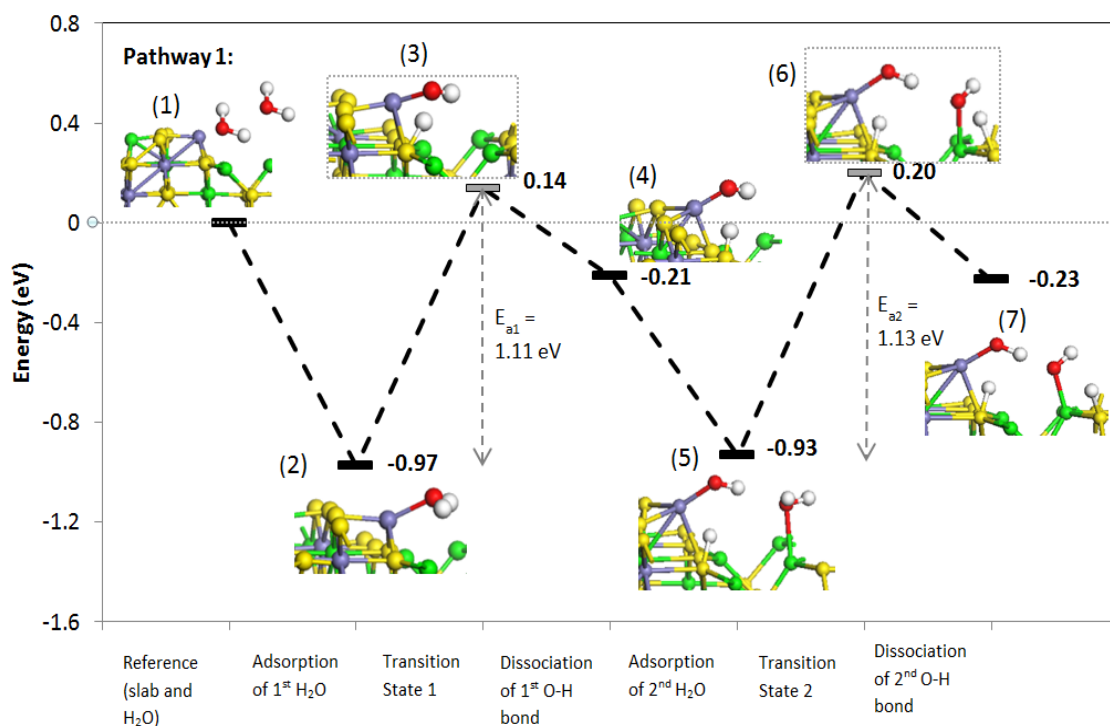 0.8
0.4
0
-0.4
-0.8
-1.2
-1.6
Energy (eV)
Pathway 1:
(1)
(2)
-0.97
(3)
0.14
E_a1 =
1.11 eV
(4)
-0.21
(5)
-0.93
(6)
0.20
E_a2 =
1.13 eV
-0.23
(7)
Reference
(slab and
H₂O)
Adsorption
of 1ˢᵗ H₂O
Transition
State 1
Dissociation
of 1ˢᵗ O-H
bond
Adsorption
of 2ⁿᵈ H₂O
Transition
State 2
Dissociation
of 2ⁿᵈ O-H
bond